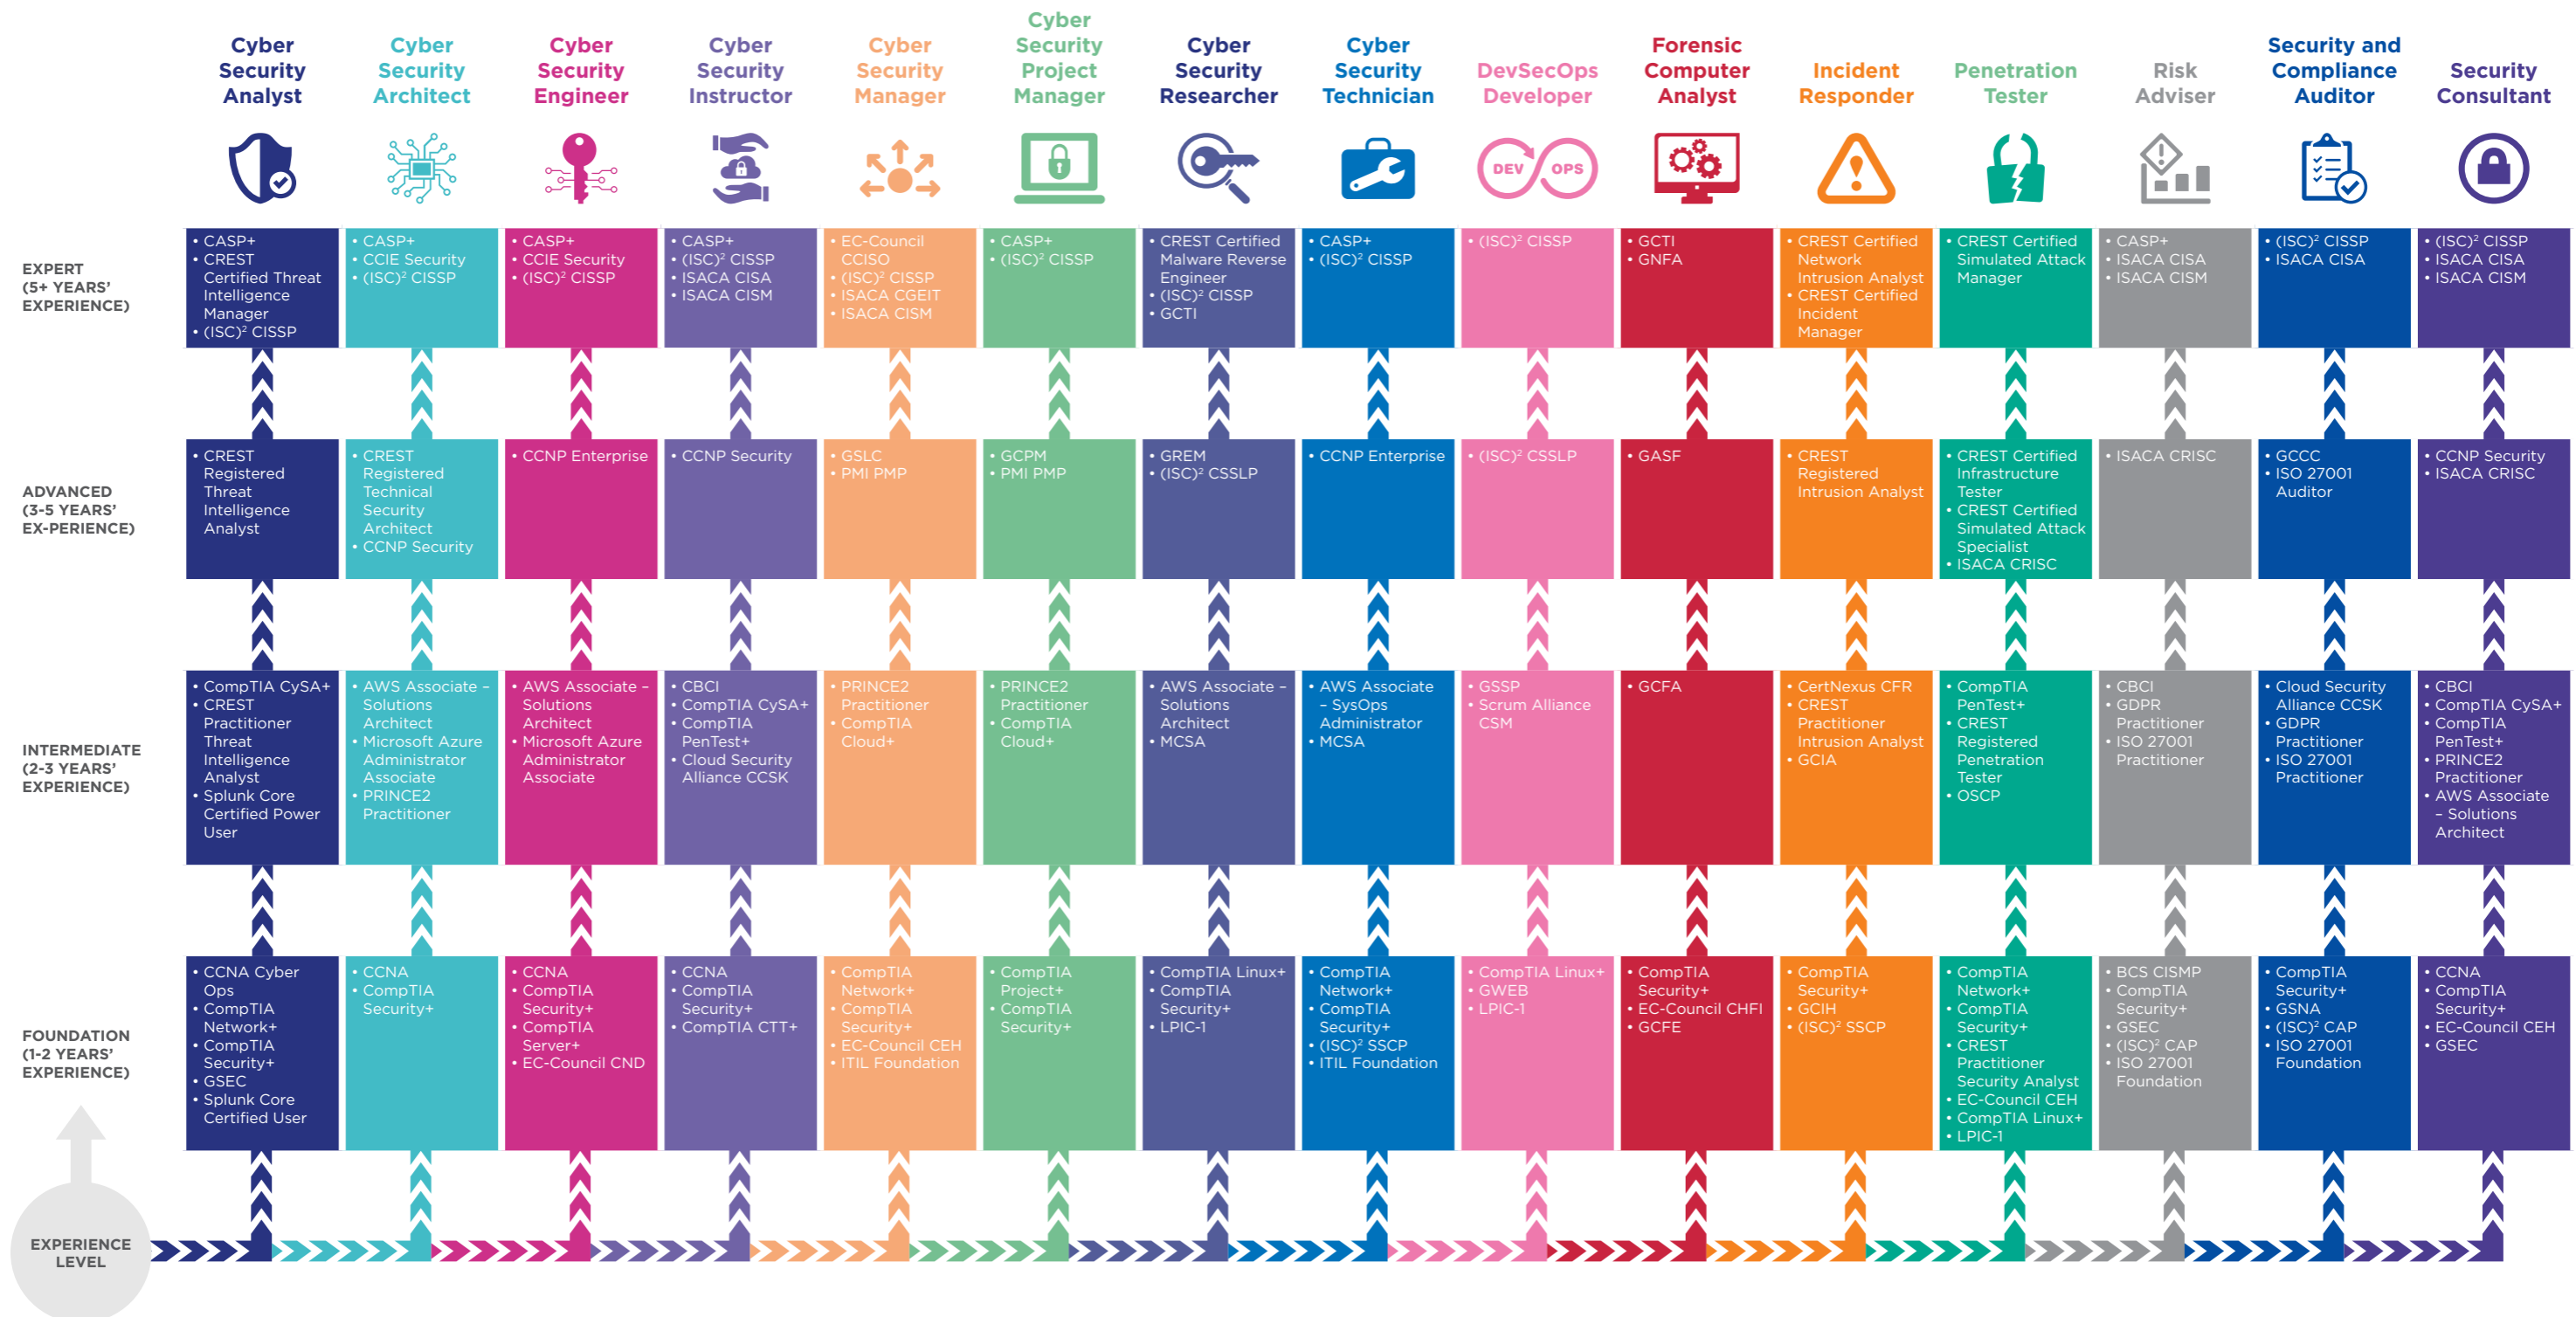 Cyber
Security
Analyst
Cyber
Security
Architect
Cyber
Security
Engineer
Cyber
Security
Instructor
Cyber
Security
Manager
Cyber
Security
Project
Manager
Cyber
Security
Researcher
Cyber
Security
Technician
DevSecOps
Developer
Forensic
Computer
Analyst
Incident
Responder
Penetration
Tester
Risk
Adviser
Security and
Compliance
Auditor
Security
Consultant
DEV OPS
EXPERT
(5+ YEARS’
EXPERIENCE)
• CASP+
• CREST
Certified Threat
Intelligence
Manager
• (ISC)² CISSP
• CASP+
• CCIE Security
• (ISC)² CISSP
• CASP+
• CCIE Security
• (ISC)² CISSP
• CASP+
• (ISC)² CISSP
• ISACA CISA
• ISACA CISM
• EC-Council
CCISO
• (ISC)² CISSP
• ISACA CGEIT
• ISACA CISM
• CASP+
• (ISC)² CISSP
• CREST Certified
Malware Reverse
Engineer
• (ISC)² CISSP
• GCTI
• CASP+
• (ISC)² CISSP
• (ISC)² CISSP
• GCTI
• GNFA
• CREST Certified
Network
Intrusion Analyst
• CREST Certified
Incident
Manager
• CREST Certified
Simulated Attack
Manager
• CASP+
• ISACA CISA
• ISACA CISM
• (ISC)² CISSP
• ISACA CISA
• (ISC)² CISSP
• ISACA CISA
• ISACA CISM
ADVANCED
(3-5 YEARS’
EX-PERIENCE)
• CREST
Registered
Threat
Intelligence
Analyst
• CREST
Registered
Technical
Security
Architect
• CCNP Security
• CCNP Enterprise
• CCNP Security
• GSLC
• PMI PMP
• GCPM
• PMI PMP
• GREM
• (ISC)² CSSLP
• CCNP Enterprise
• (ISC)² CSSLP
• GASF
• CREST
Registered
Intrusion Analyst
• CREST Certified
Infrastructure
Tester
• CREST Certified
Simulated Attack
Specialist
• ISACA CRISC
• ISACA CRISC
• GCCC
• ISO 27001
Auditor
• CCNP Security
• ISACA CRISC
INTERMEDIATE
(2-3 YEARS’
EXPERIENCE)
• CompTIA CySA+
• CREST
Practitioner
Threat
Intelligence
Analyst
• Splunk Core
Certified Power
User
• AWS Associate –
Solutions
Architect
• Microsoft Azure
Administrator
Associate
• PRINCE2
Practitioner
• AWS Associate –
Solutions
Architect
• Microsoft Azure
Administrator
Associate
• CBCI
• CompTIA CySA+
• CompTIA
PenTest+
• Cloud Security
Alliance CCSK
• PRINCE2
Practitioner
• CompTIA
Cloud+
• PRINCE2
Practitioner
• CompTIA
Cloud+
• AWS Associate –
Solutions
Architect
• MCSA
• AWS Associate
– SysOps
Administrator
• MCSA
• GSSP
• Scrum Alliance
CSM
• GCFA
• CertNexus CFR
• CREST
Practitioner
Intrusion Analyst
• GCIA
• CompTIA
PenTest+
• CREST
Registered
Penetration
Tester
• OSCP
• CBCI
• GDPR
Practitioner
• ISO 27001
Practitioner
• Cloud Security
Alliance CCSK
• GDPR
Practitioner
• ISO 27001
Practitioner
• CBCI
• CompTIA CySA+
• CompTIA
PenTest+
• PRINCE2
Practitioner
• AWS Associate
– Solutions
Architect
FOUNDATION
(1-2 YEARS’
EXPERIENCE)
• CCNA Cyber
Ops
• CompTIA
Network+
• CompTIA
Security+
• GSEC
• Splunk Core
Certified User
• CCNA
• CompTIA
Security+
• CCNA
• CompTIA
Security+
• CompTIA
Server+
• EC-Council CND
• CCNA
• CompTIA
Security+
• CompTIA CTT+
• CompTIA
Network+
• CompTIA
Security+
• EC-Council CEH
• ITIL Foundation
• CompTIA
Project+
• CompTIA
Security+
• CompTIA Linux+
• CompTIA
Security+
• LPIC-1
• CompTIA
Network+
• CompTIA
Security+
• (ISC)² SSCP
• ITIL Foundation
• CompTIA Linux+
• GWEB
• LPIC-1
• CompTIA
Security+
• EC-Council CHFI
• GCFE
• CompTIA
Security+
• GCIH
• (ISC)² SSCP
• CompTIA
Network+
• CompTIA
Security+
• CREST
Practitioner
Security Analyst
• EC-Council CEH
• CompTIA Linux+
• LPIC-1
• BCS CISMP
• CompTIA
Security+
• GSEC
• (ISC)² CAP
• ISO 27001
Foundation
• CompTIA
Security+
• GSNA
• (ISC)² CAP
• ISO 27001
Foundation
• CCNA
• CompTIA
Security+
• EC-Council CEH
• GSEC
EXPERIENCE
LEVEL